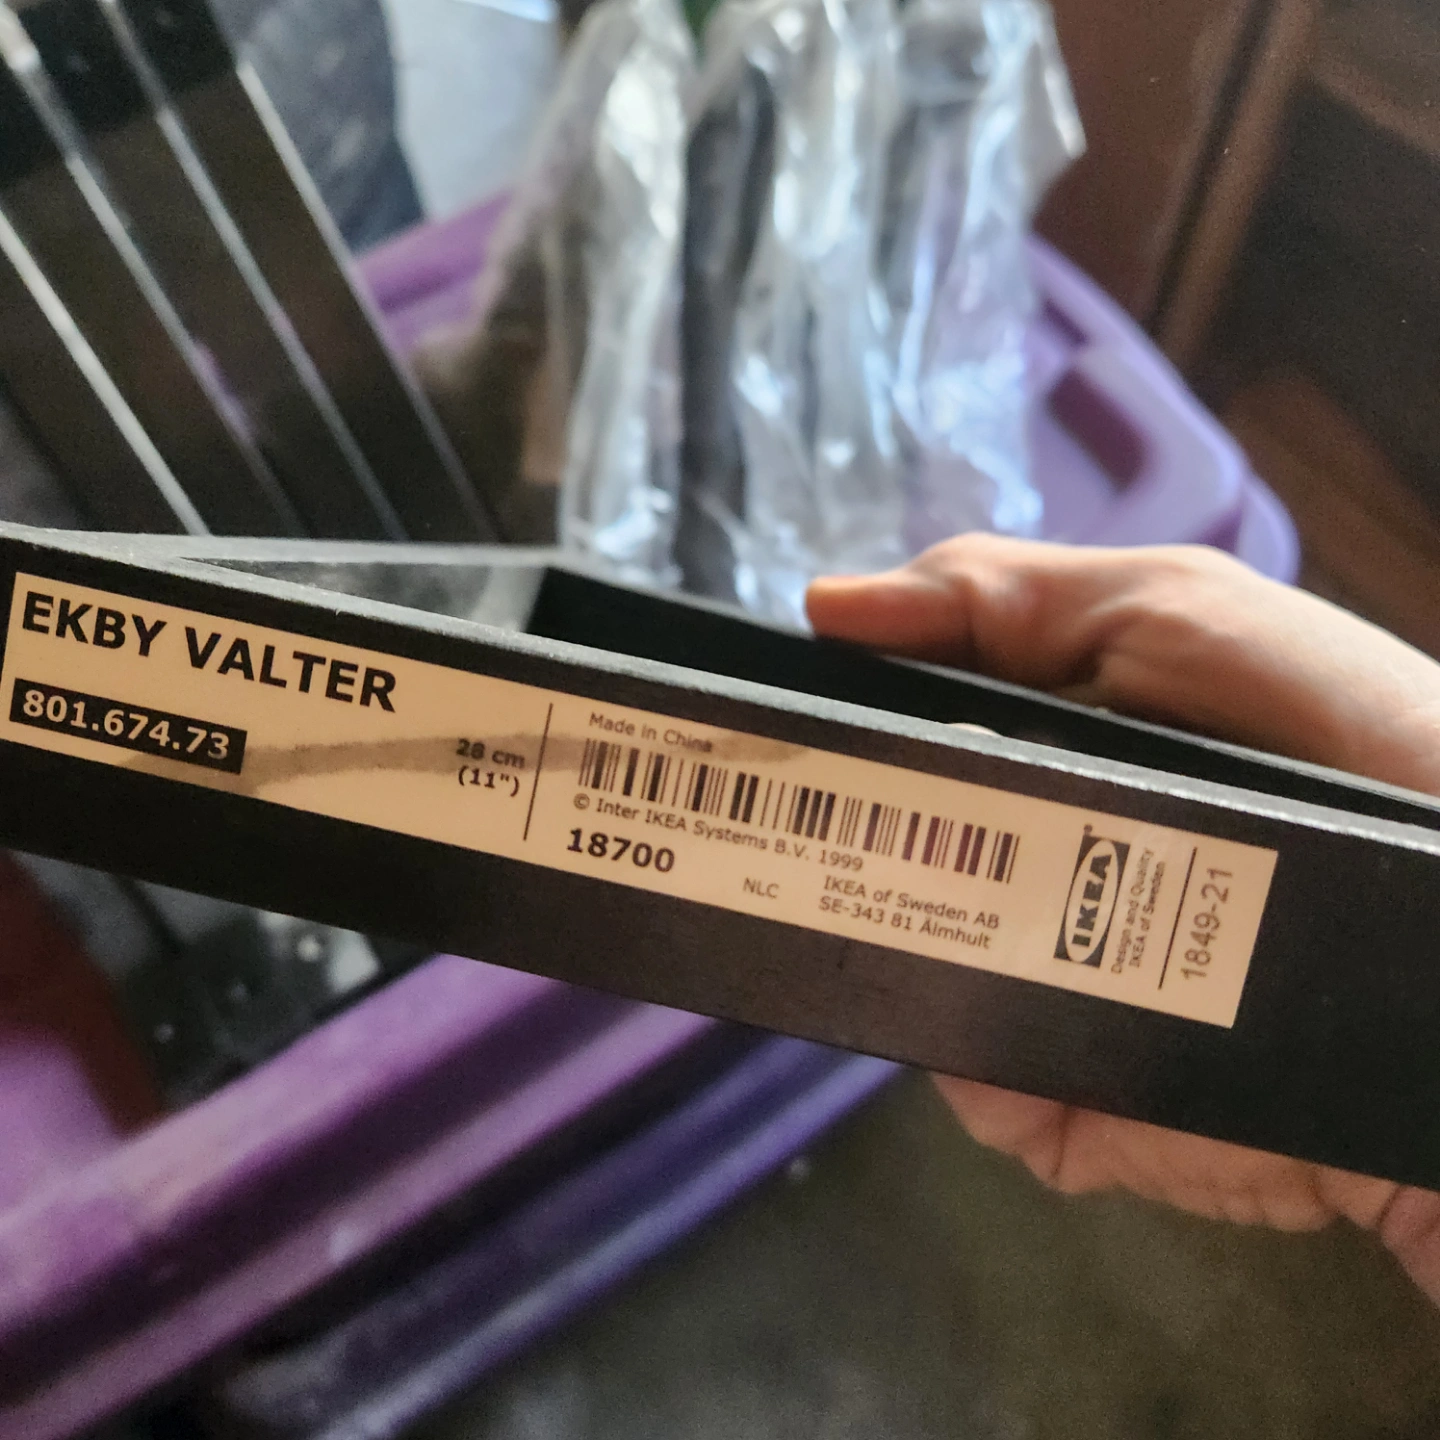 EKBY VALTER
801.674.73
28 cm
(11")
Made in China
© Inter IKEA Systems B.V. 1999
18700
NLC
IKEA of Sweden AB
SE-343 81 Älmhult
IKEA
®
Design and Quality
IKEA of Sweden
1849-21